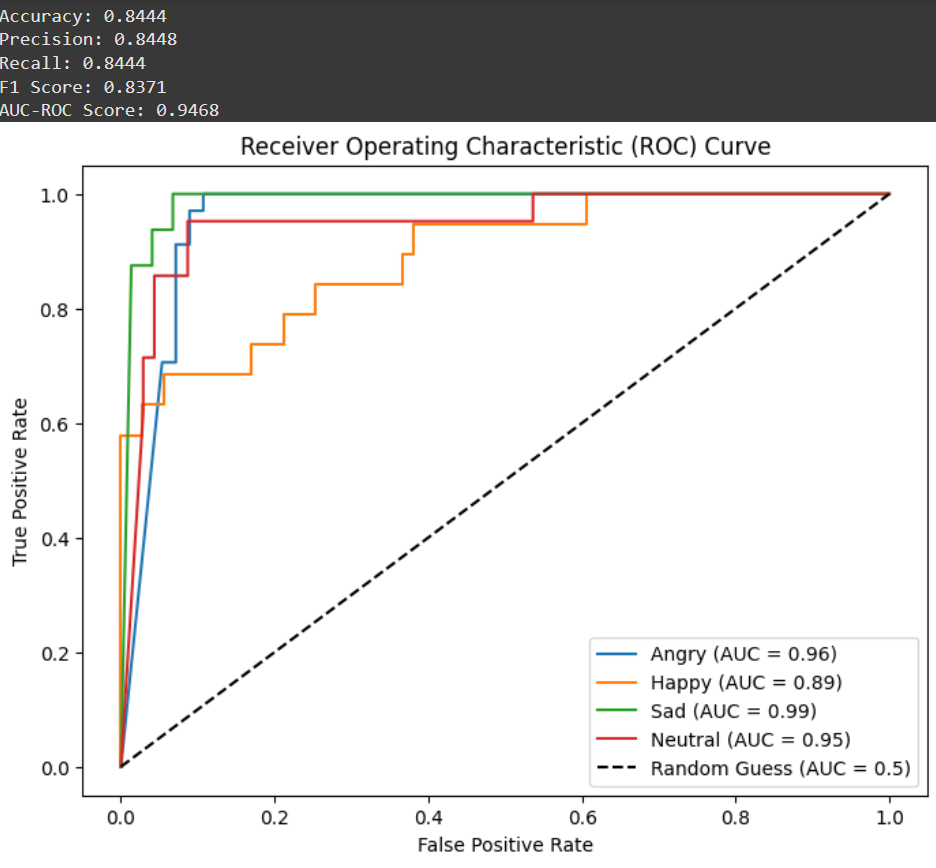 Accuracy: 0.8444
Precision: 0.8448
Recall: 0.8444
F1 Score: 0.8371
AUC-ROC Score: 0.9468
Receiver Operating Characteristic (ROC) Curve
True Positive Rate
1.0
0.8
0.6
0.4
0.2
0.0
Angry (AUC = 0.96)
Happy (AUC = 0.89)
Sad (AUC = 0.99)
Neutral (AUC = 0.95)
Random Guess (AUC = 0.5)
0.0 0.2 0.4 0.6 0.8 1.0
False Positive Rate